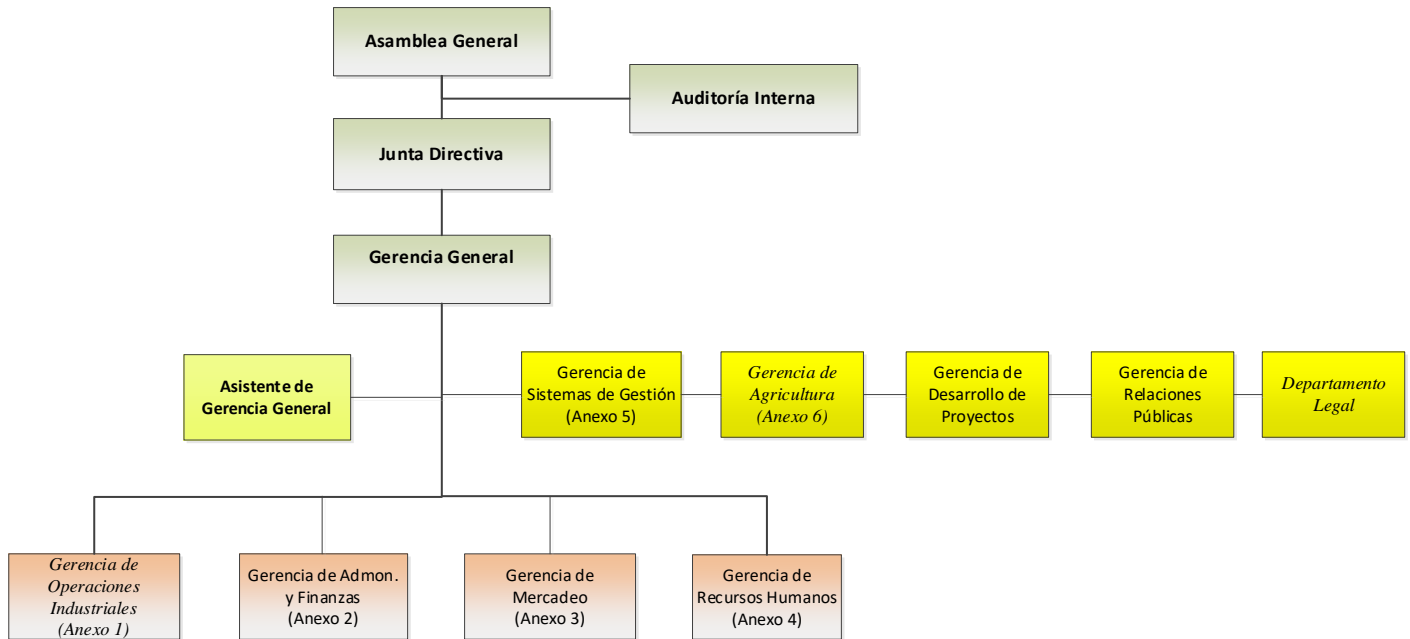 Asamblea General
Auditoría Interna
Junta Directiva
Gerencia General
Asistente de
Gerencia General
Gerencia de
Sistemas de Gestión
(Anexo 5)
Gerencia de
Agricultura
(Anexo 6)
Gerencia de
Desarrollo de
Proyectos
Gerencia de
Relaciones
Públicas
Departamento
Legal
Gerencia de
Operaciones
Industriales
(Anexo 1)
Gerencia de Admon.
y Finanzas
(Anexo 2)
Gerencia de
Mercadeo
(Anexo 3)
Gerencia de
Recursos Humanos
(Anexo 4)